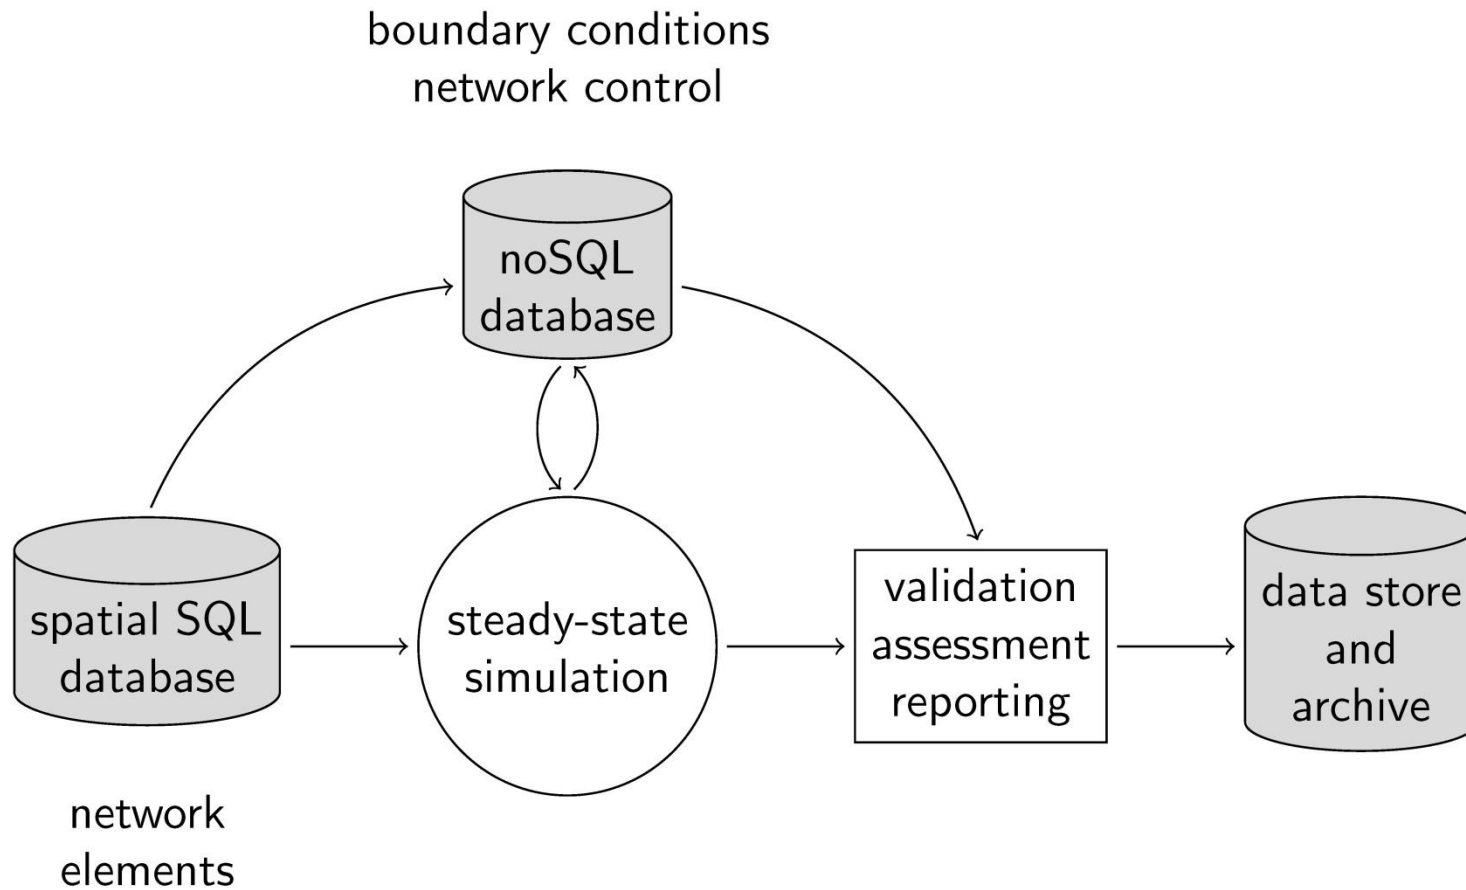 boundary conditions
network control
noSQL
database
spatial SQL
database
steady-state
simulation
validation
assessment
reporting
data store
and
archive
network
elements